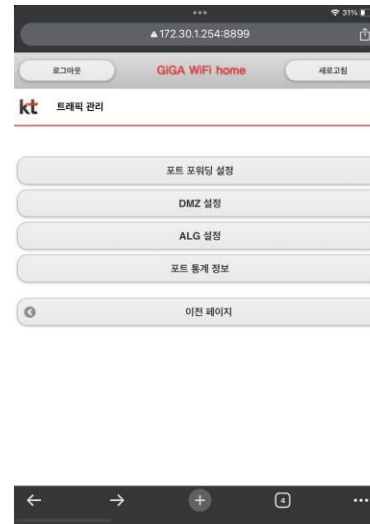 31%
172.30.1.254:8899
로그아웃
GiGA WiFi home
새로고침
kt
트래픽 관리
포트 포워딩 설정
DMZ 설정
ALG 설정
포트 통계 정보
이전 페이지
4